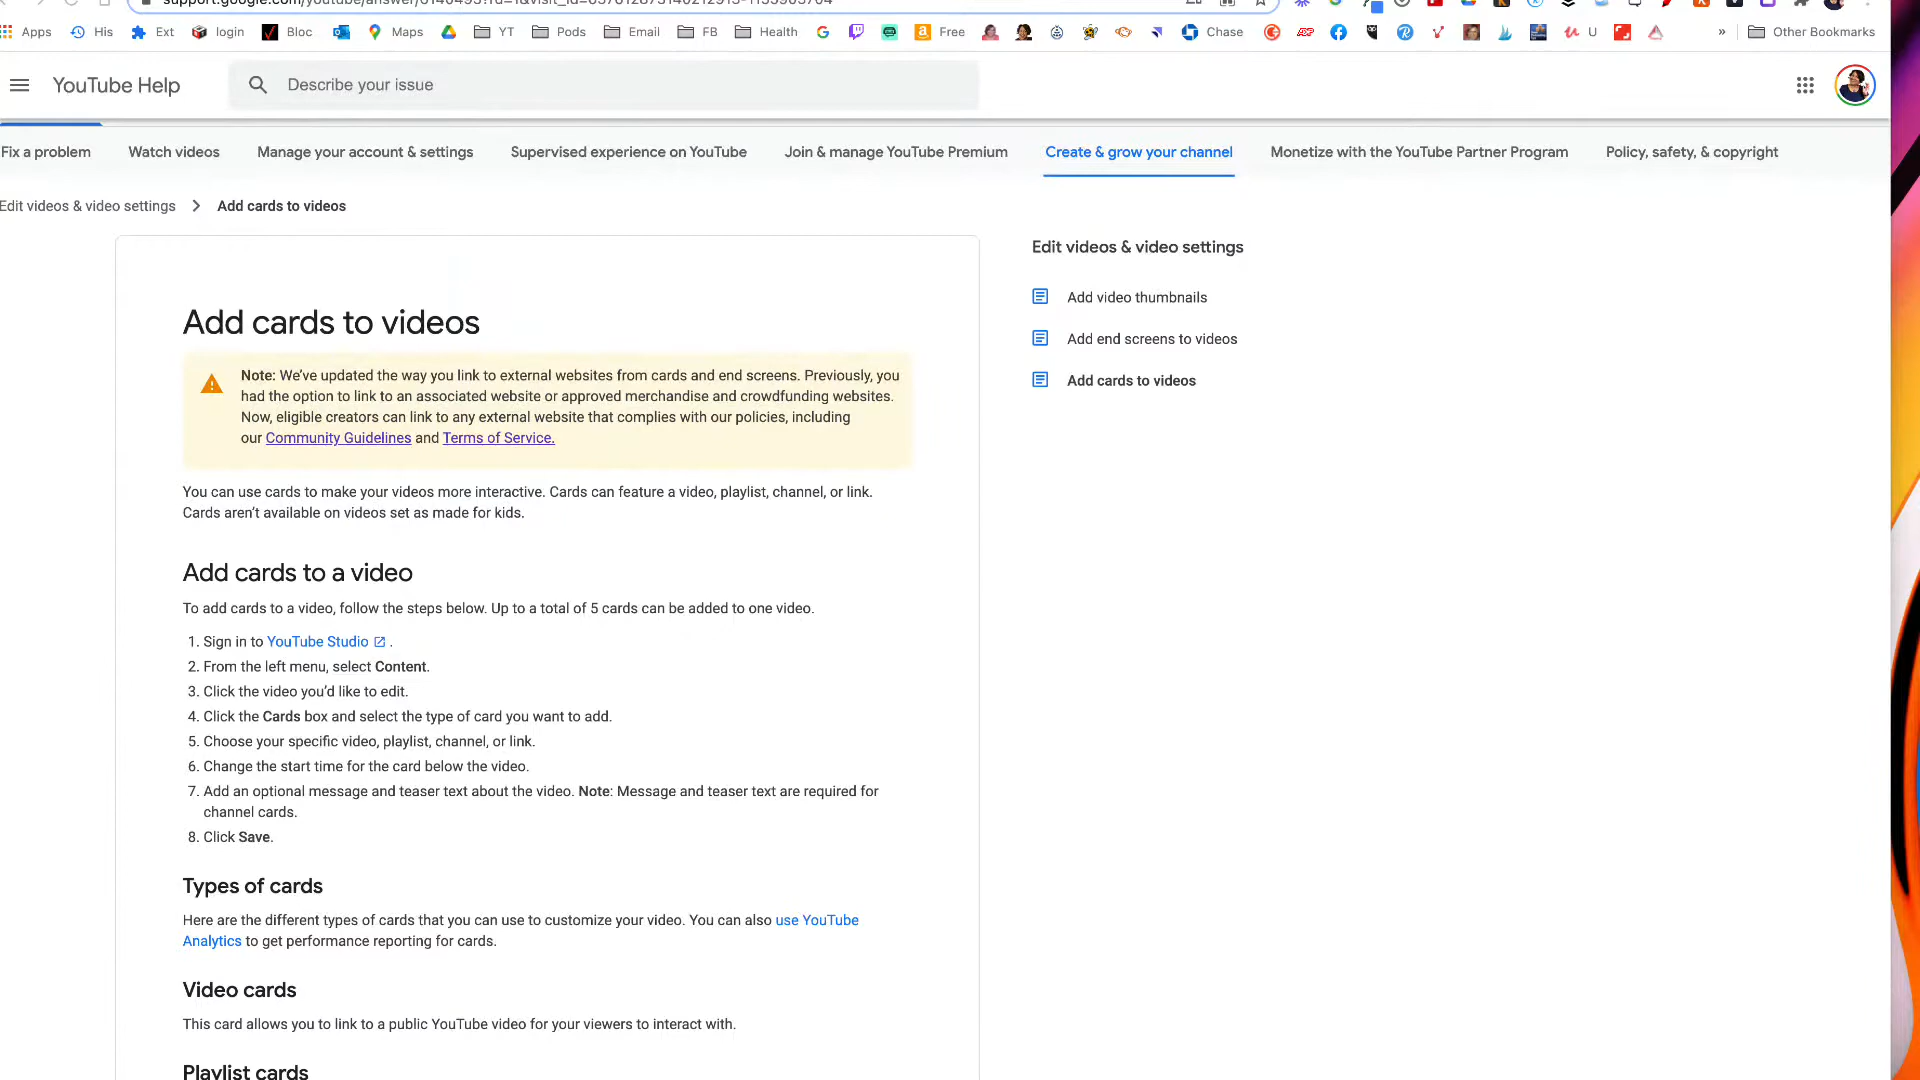 Apps His Ext login Bloc Maps YT Pods Email FB Health Free Chase U » Other Bookmarks
YouTube Help Describe your issue
Fix a problem Watch videos Manage your account & settings Supervised experience on YouTube Join & manage YouTube Premium Create & grow your channel Monetize with the YouTube Partner Program Policy, safety, & copyright
Edit videos & video settings Add cards to videos
Edit videos & video settings
Add video thumbnails
Add end screens to videos
Add cards to videos
Add cards to videos
Note: We've updated the way you link to external websites from cards and end screens. Previously, you
had the option to link to an associated website or approved merchandise and crowdfunding websites.
Now, eligible creators can link to any external website that complies with our policies, including
our Community Guidelines and Terms of Service.
You can use cards to make your videos more interactive. Cards can feature a video, playlist, channel, or link.
Cards aren't available on videos set as made for kids.
Add cards to a video
To add cards to a video, follow the steps below. Up to a total of 5 cards can be added to one video.
1. Sign in to YouTube Studio .
2. From the left menu, select Content.
3. Click the video you'd like to edit.
4. Click the Cards box and select the type of card you want to add.
5. Choose your specific video, playlist, channel, or link.
6. Change the start time for the card below the video.
7. Add an optional message and teaser text about the video. Note: Message and teaser text are required for
channel cards.
8. Click Save.
Types of cards
Here are the different types of cards that you can use to customize your video. You can also use YouTube
Analytics to get performance reporting for cards.
Video cards
This card allows you to link to a public YouTube video for your viewers to interact with.
Playlist cards